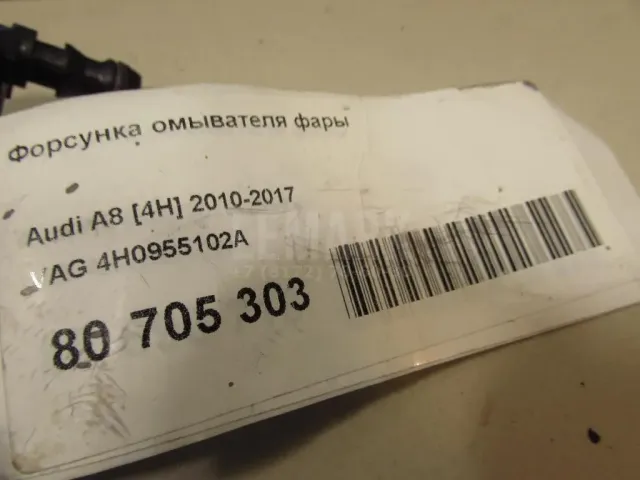 Форсунка омывателя фары
Audi A8 [4H] 2010-2017
VAG 4H0955102A
80 705 303